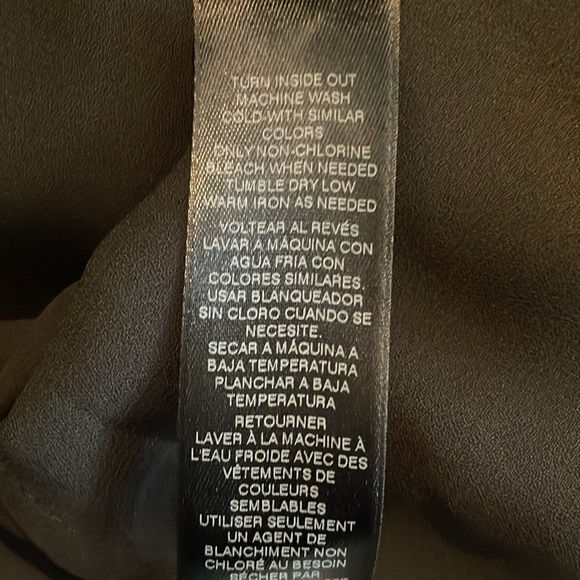 TURN INSIDE OUT
MACHINE WASH
COLD WITH SIMILAR
COLORS
ONLY NON-CHLORINE
BLEACH WHEN NEEDED
TUMBLE DRY LOW
WARM IRON AS NEEDED
VOLTEAR AL REVÉS
LAVAR A MÁQUINA CON
AGUA FRIA CON
COLORES SIMILARES.
USAR BLANQUEADOR
SIN CLORO CUANDO SE
NECESITE.
SECAR A MÁQUINA A
BAJA TEMPERATURA
PLANCHAR A BAJA
TEMPERATURA
RETOURNER
LAVER À LA MACHINE À
L'EAU FROIDE AVEC DES
VÊTEMENTS DE
COULEURS
SEMBLABLES
UTILISER SEULEMENT
UN AGENT DE
BLANCHIMENT NON
CHLORÉ AU BESOIN
SÉCHER PAR